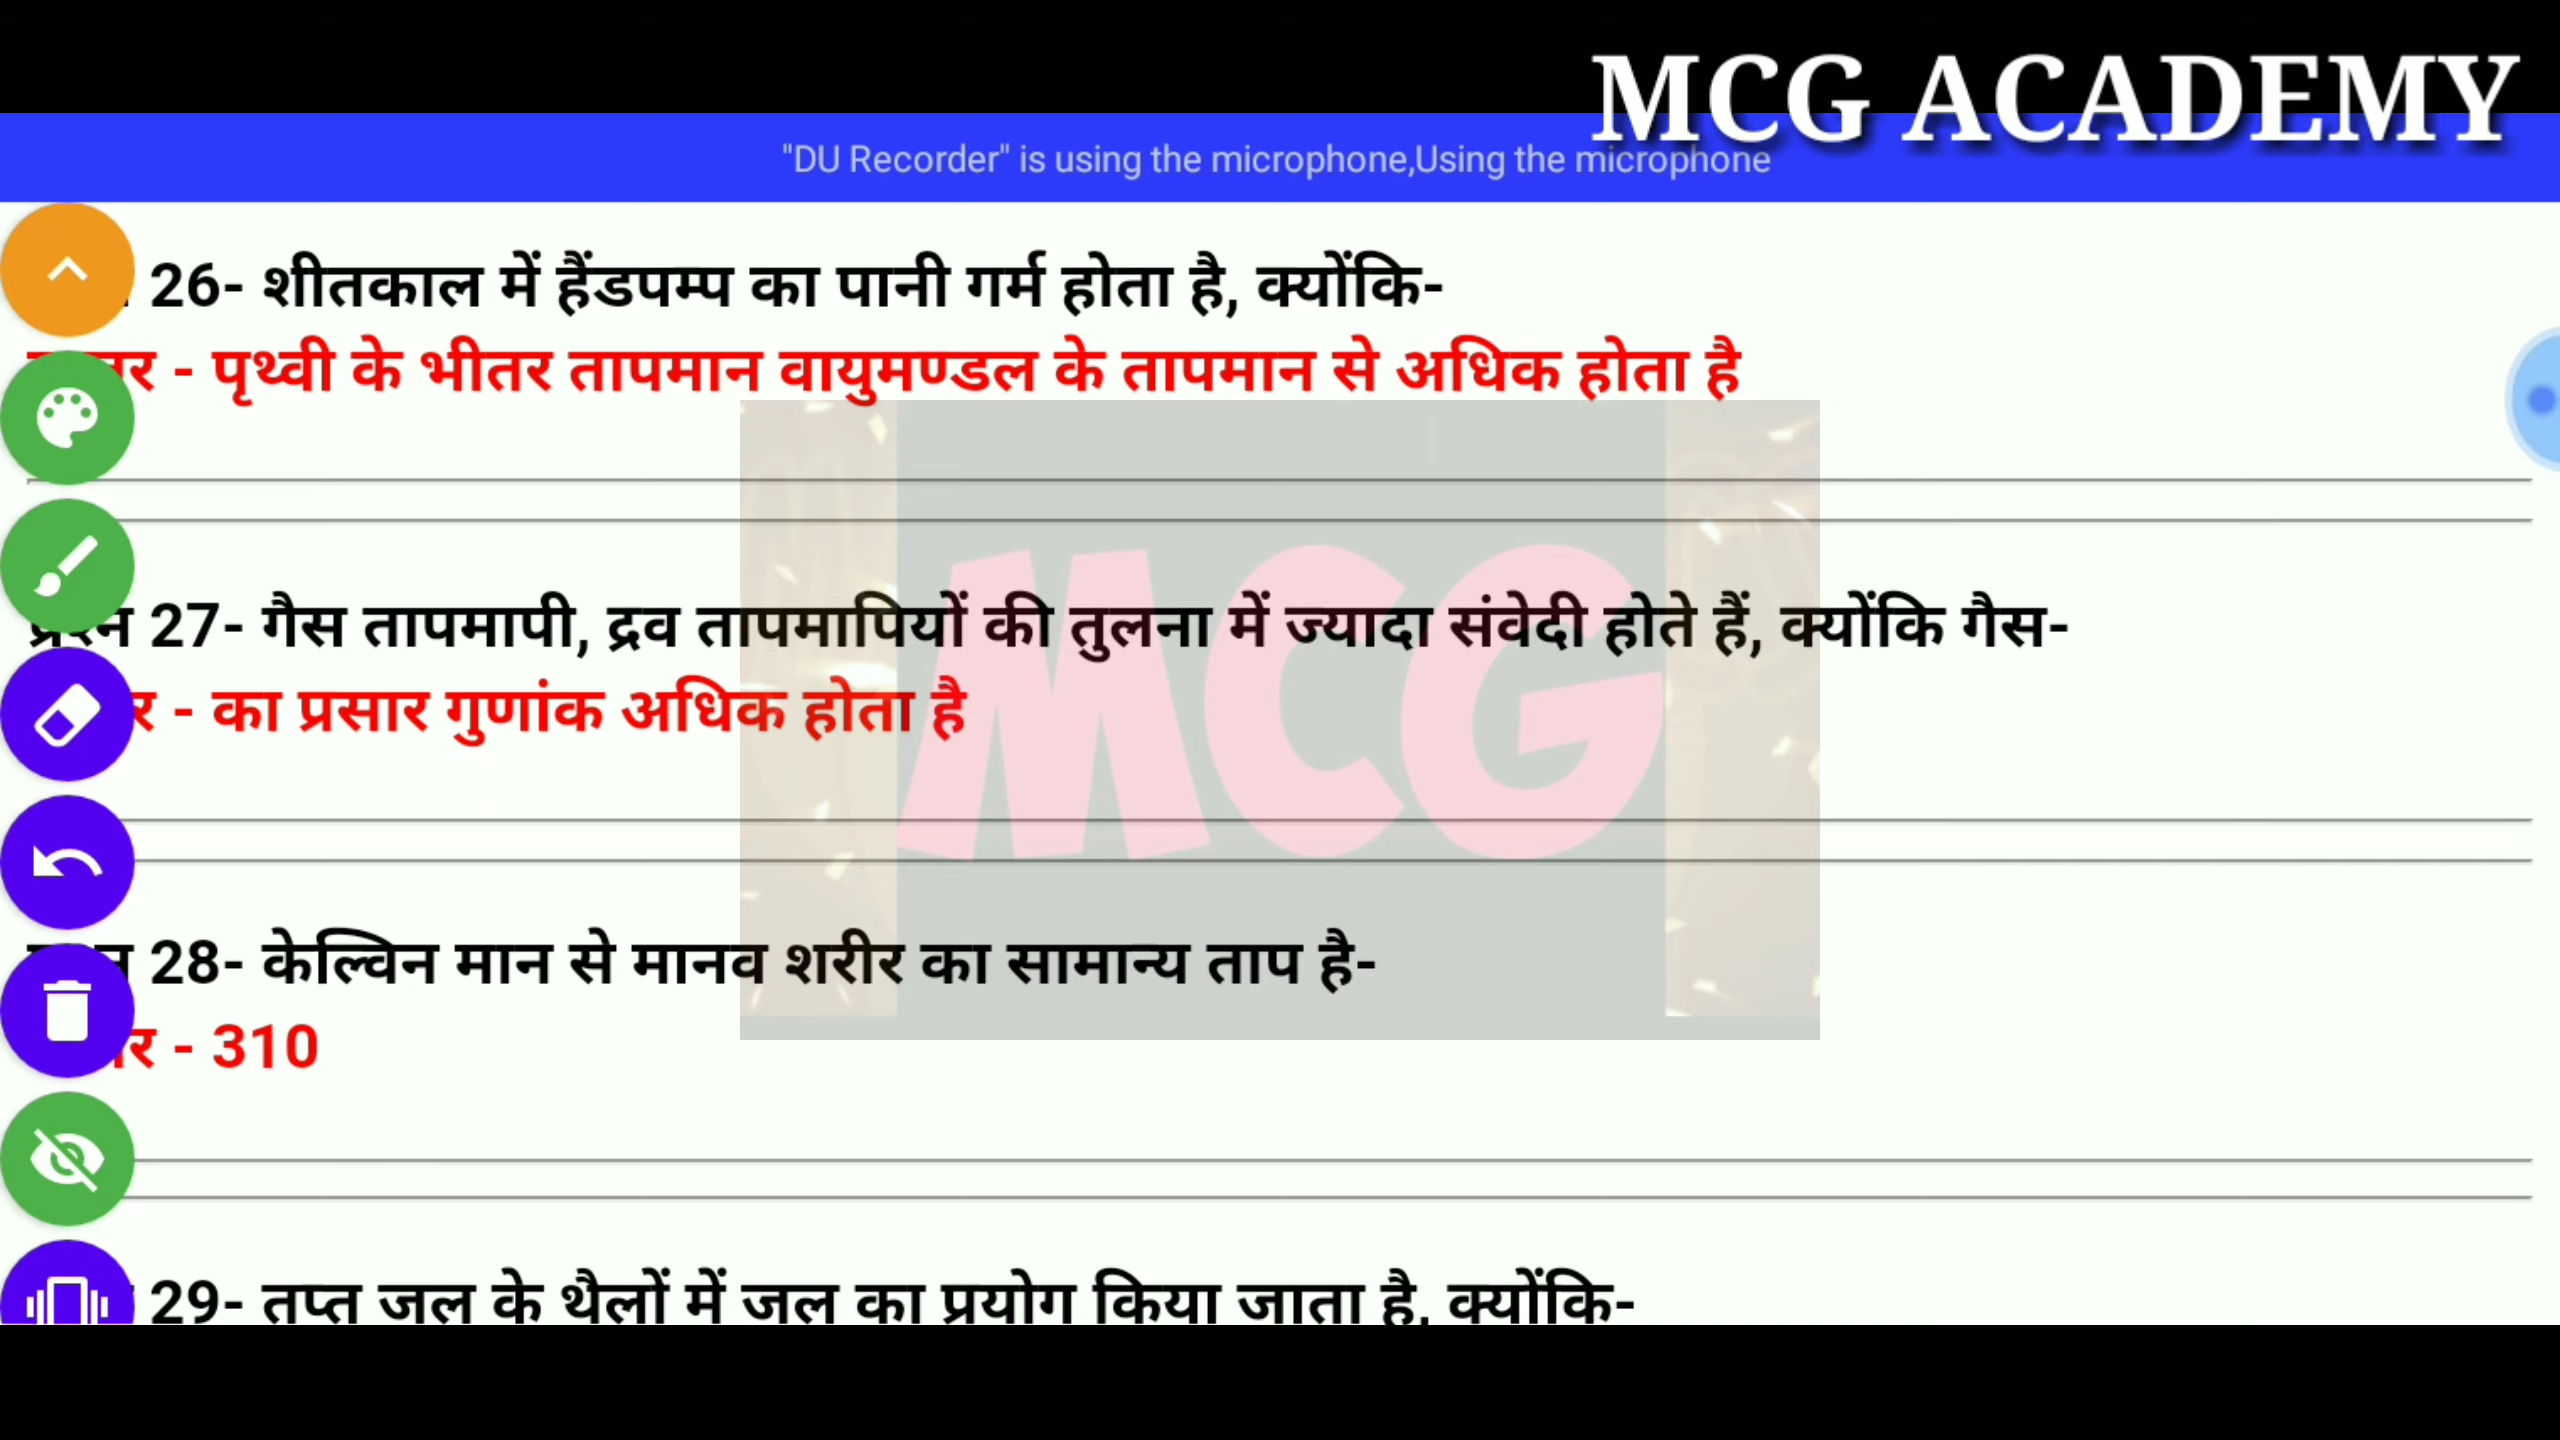 MCG ACADEMY
"DU Recorder" is using the microphone,Using the microphone
26- शीतकाल में हैंडपम्प का पानी गर्म होता है, क्योंकि-
- पृथ्वी के भीतर तापमान वायुमण्डल के तापमान से अधिक होता है
MCG
27- गैस तापमापी, द्रव तापमापियों की तुलना में ज्यादा संवेदी होते हैं, क्योंकि गैस-
- का प्रसार गुणांक अधिक होता है
28- केल्विन मान से मानव शरीर का सामान्य ताप है-
- 310
29- तप्त जल के थैलों में जल का प्रयोग किया जाता है, क्योंकि-